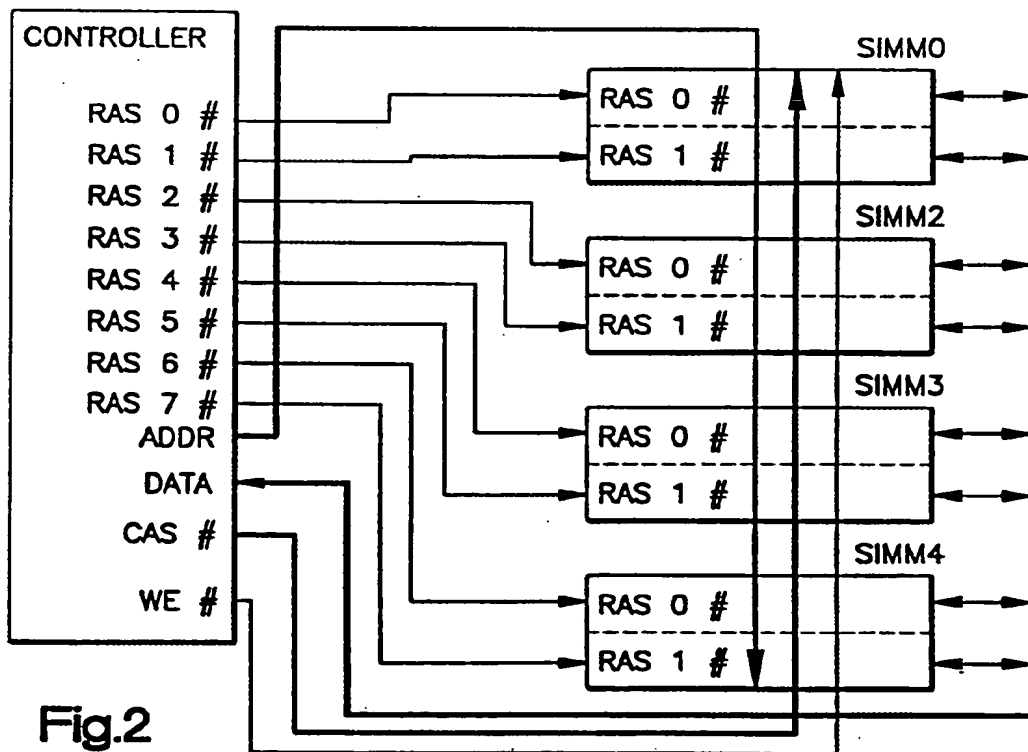 CONTROLLER
RAS 0 #
RAS 1 #
RAS 2 #
RAS 3 #
RAS 4 #
RAS 5 #
RAS 6 #
RAS 7 #
ADDR
DATA
CAS #
WE #
SIMM0
RAS 0 #
RAS 1 #
SIMM2
RAS 0 #
RAS 1 #
SIMM3
RAS 0 #
RAS 1 #
SIMM4
RAS 0 #
RAS 1 #
Fig.2